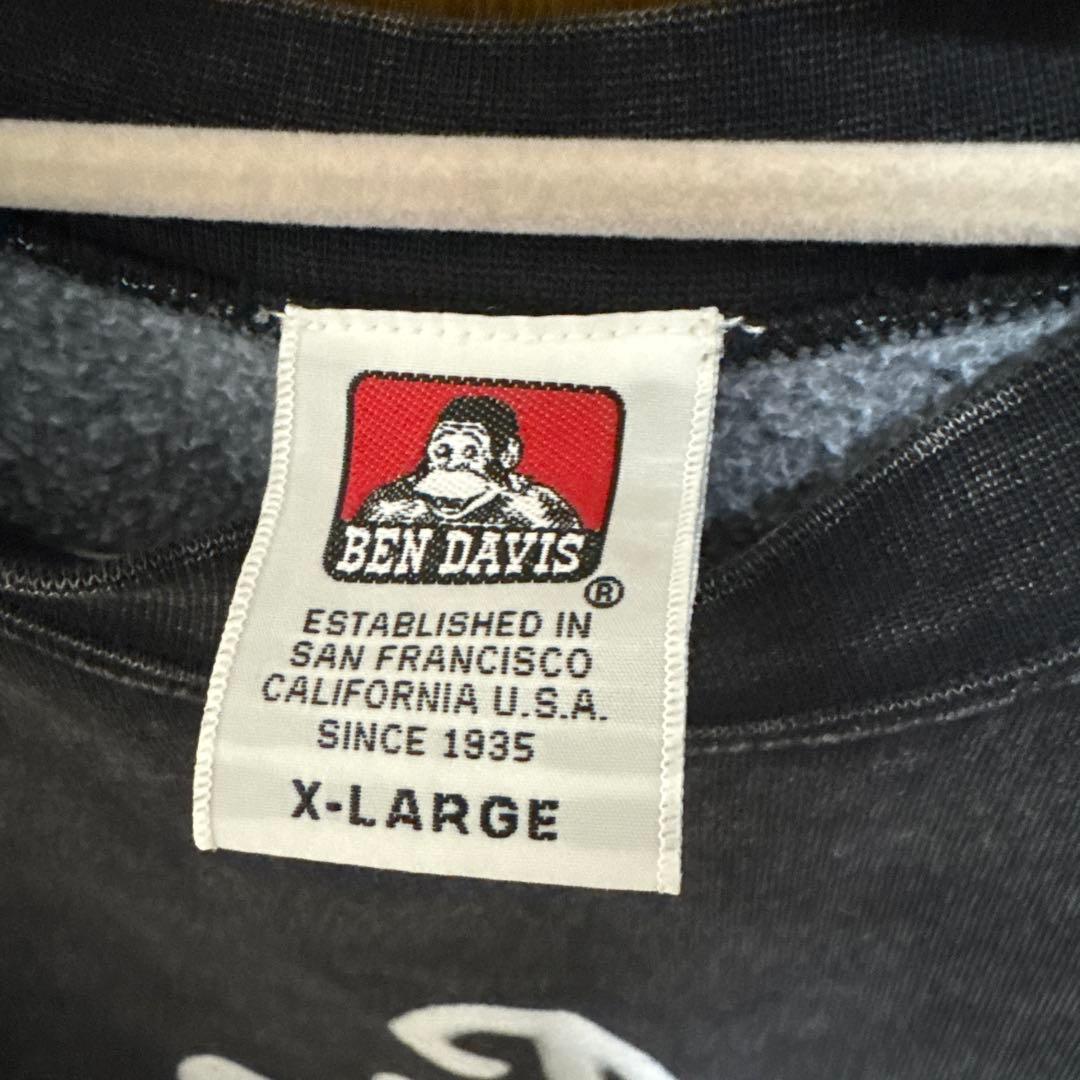 BEN DAVIS
®
ESTABLISHED IN
SAN FRANCISCO
CALIFORNIA U.S.A.
SINCE 1935
X-LARGE